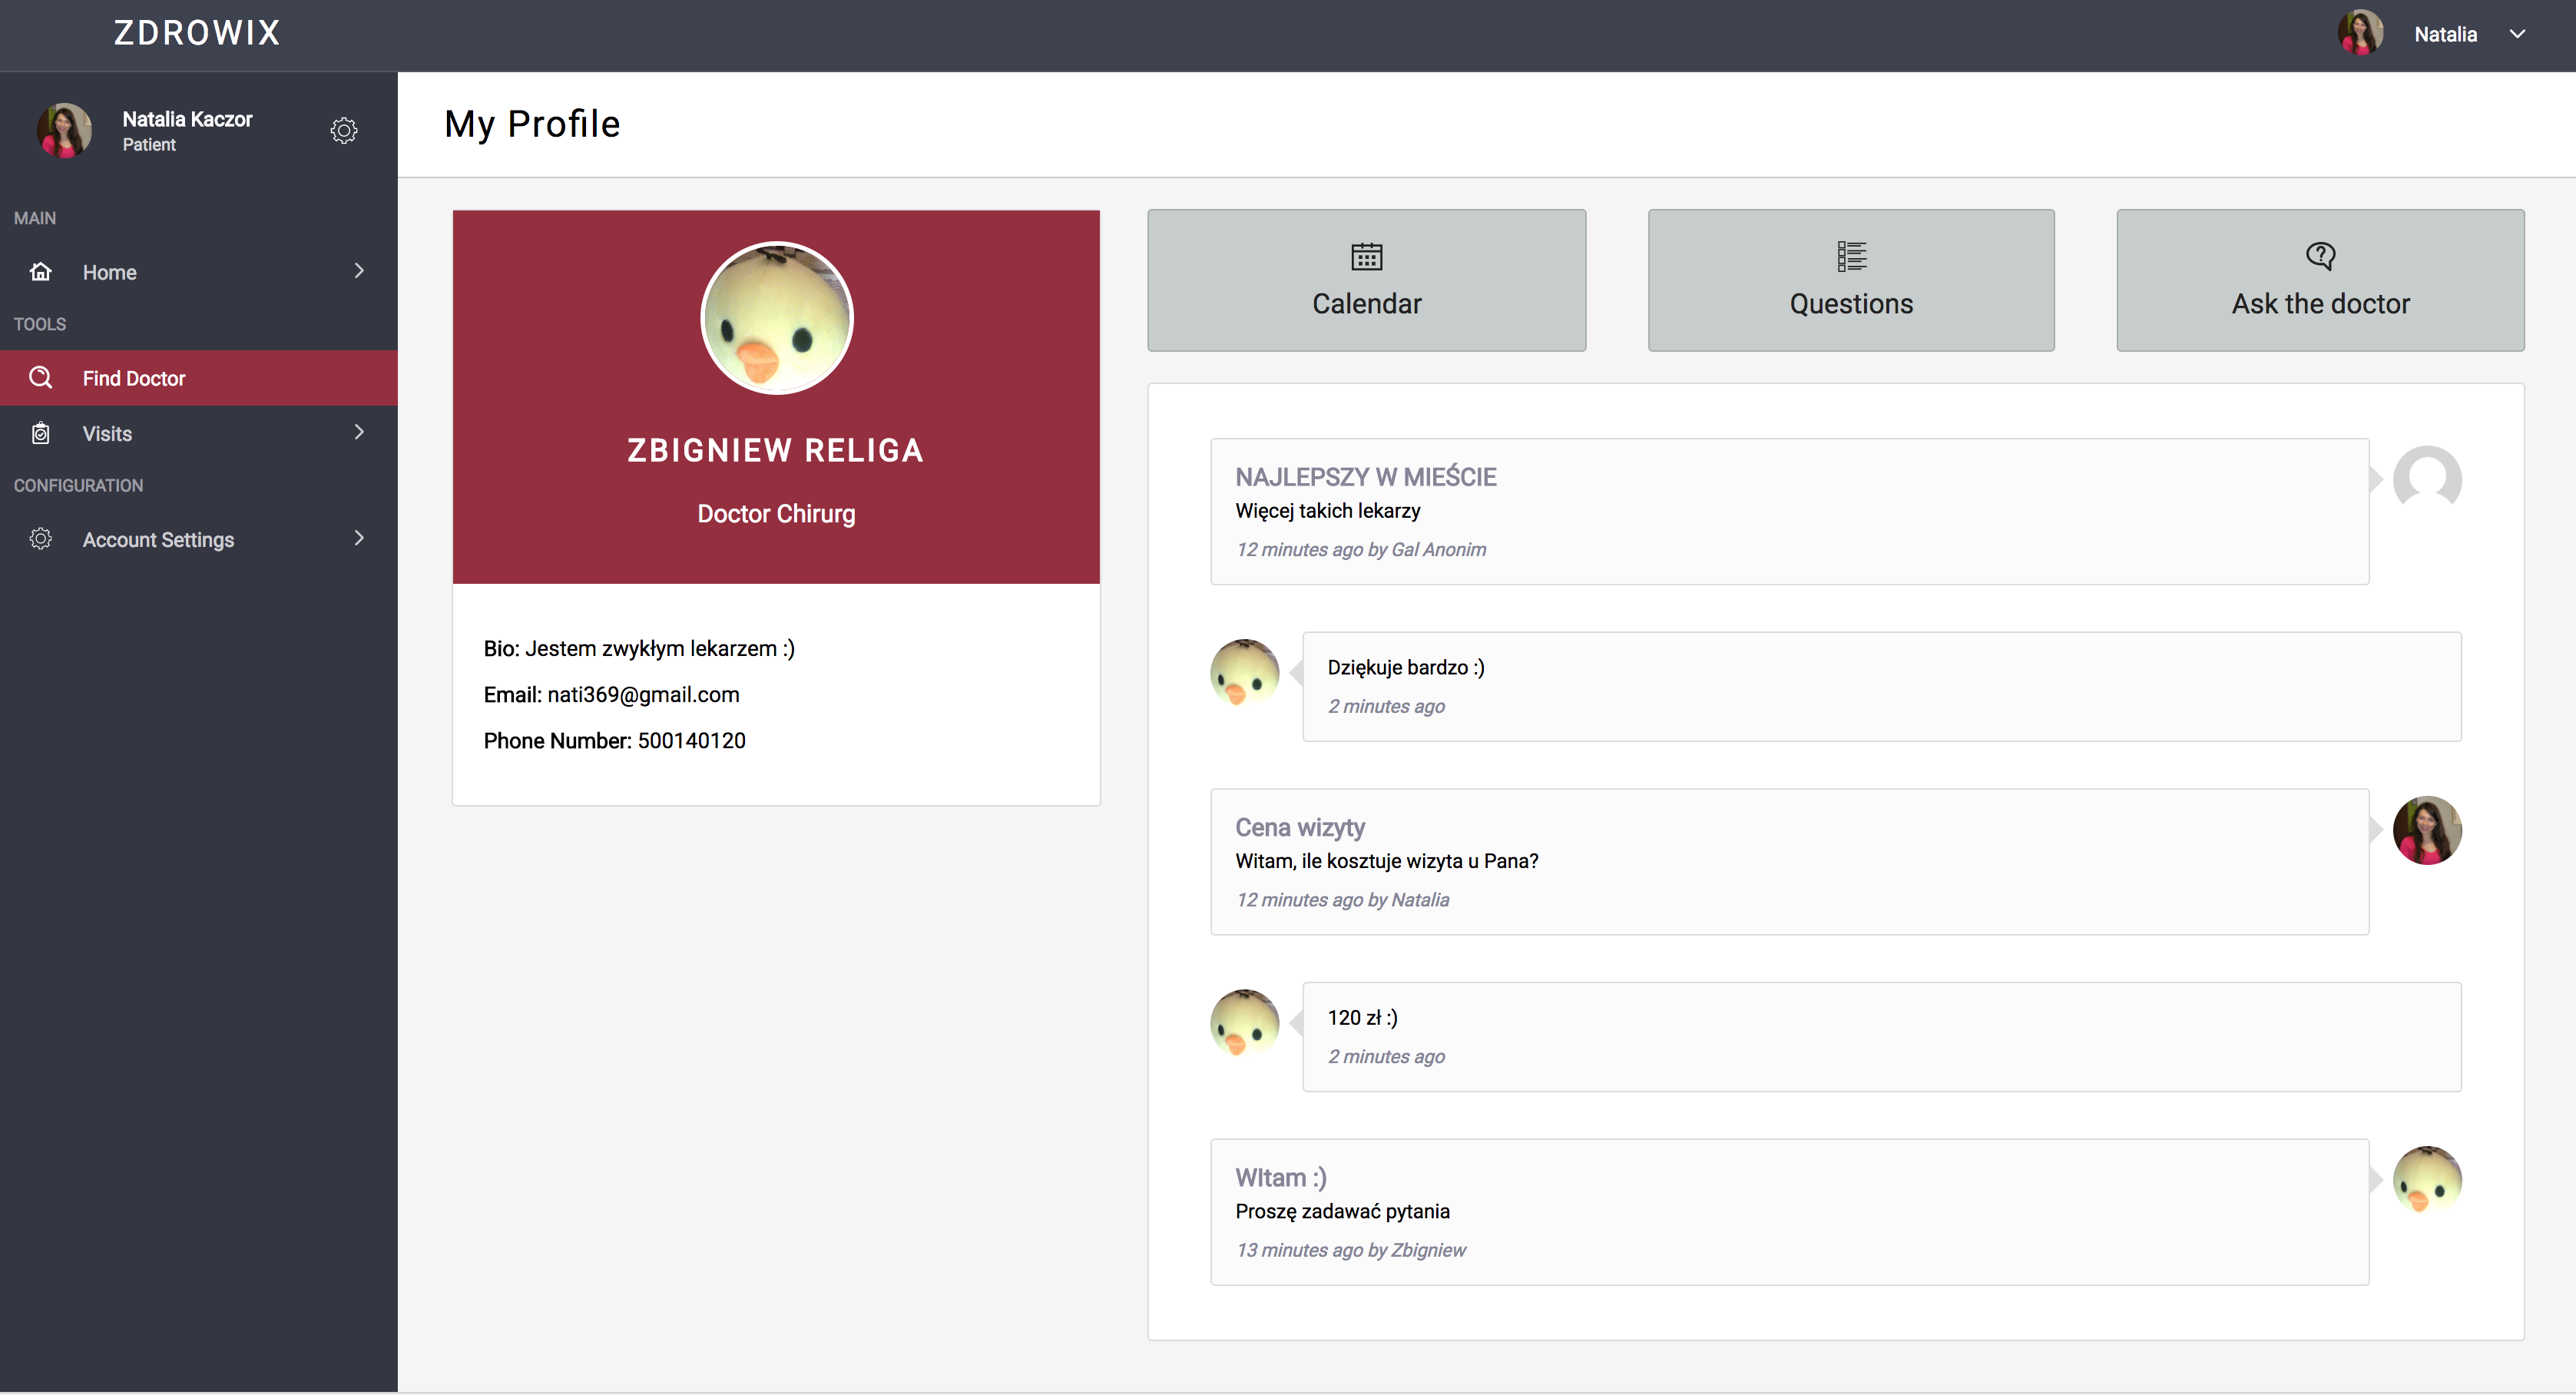 ZDROWIX
Natalia
Natalia Kaczor
Patient
MAIN
Home
TOOLS
Find Doctor
Visits
CONFIGURATION
Account Settings
My Profile
ZBIGNIEW RELIGA
Doctor Chirurg
Bio: Jestem zwykłym lekarzem :)
Email: nati369@gmail.com
Phone Number: 500140120
Calendar
Questions
Ask the doctor
NAJLEPSZY W MIEŚCIE
Więcej takich lekarzy
12 minutes ago by Gal Anonim
Dziękuje bardzo :)
2 minutes ago
Cena wizyty
Witam, ile kosztuje wizyta u Pana?
12 minutes ago by Natalia
120 zł :)
2 minutes ago
WItam :)
Proszę zadawać pytania
13 minutes ago by Zbigniew